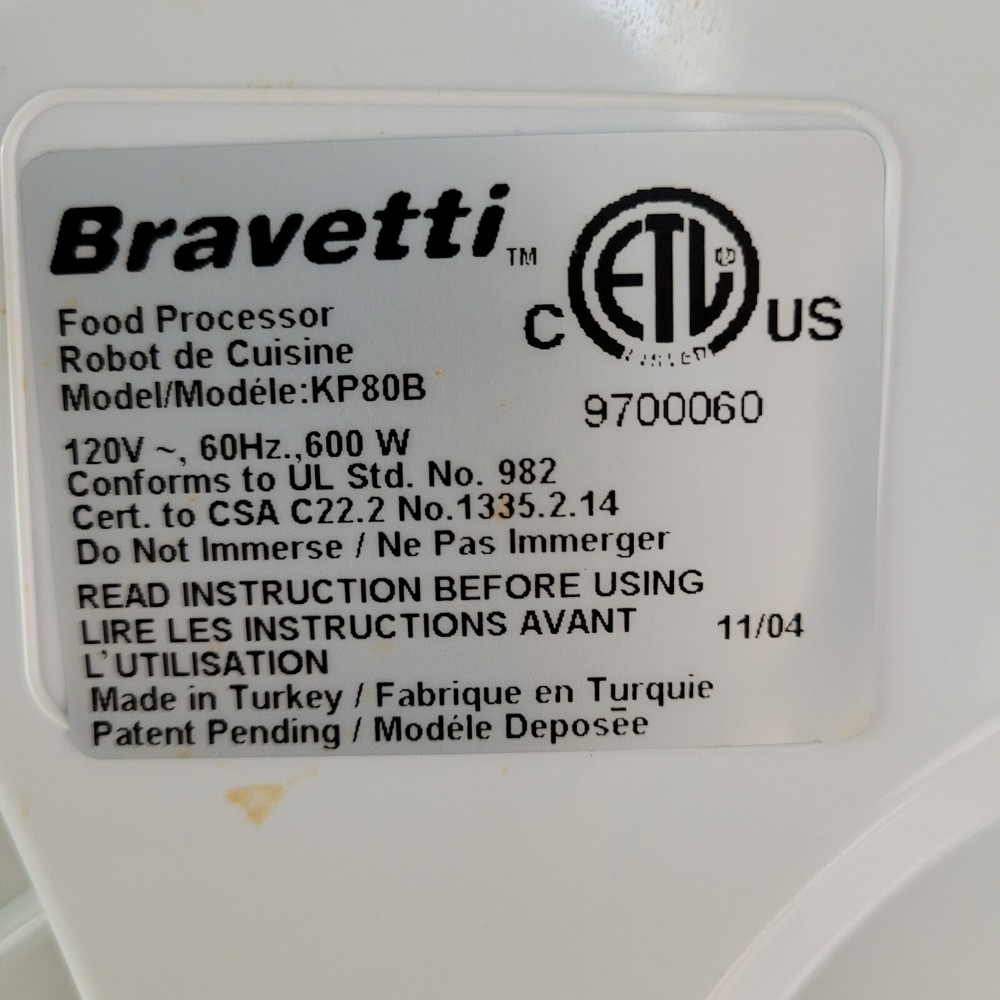 Bravetti™
C ETL US
LISTED
9700060
Food Processor
Robot de Cuisine
Model/Modéle:KP80B
120V ~, 60Hz.,600 W
Conforms to UL Std. No. 982
Cert. to CSA C22.2 No.1335.2.14
Do Not Immerse / Ne Pas Immerger
READ INSTRUCTION BEFORE USING
LIRE LES INSTRUCTIONS AVANT
L'UTILISATION
11/04
Made in Turkey / Fabrique en Turquie
Patent Pending / Modéle Deposēe